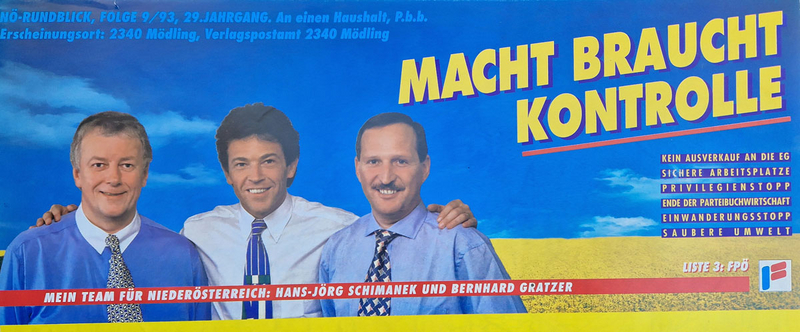 NÖ-RUNDBLICK, FOLGE 9/93, 29.JAHRGANG. An einen Haushalt, P.b.b.
Erscheinungsort: 2340 Mödling, Verlagspostamt 2340 Mödling
MACHT BRAUCHT
KONTROLLE
KEIN AUSVERKAUF AN DIE EG
SICHERE ARBEITSPLATZE
PRIVILEGIENSTOPP
ENDE DER PARTEIBUCHWIRTSCHAFT
EINWANDERUNGSSTOPP
SAUBERE UMWELT
LISTE 3: FPÖ
MEIN TEAM FÜR NIEDERÖSTERREICH: HANS-JÖRG SCHIMANEK UND BERNHARD GRATZER
F